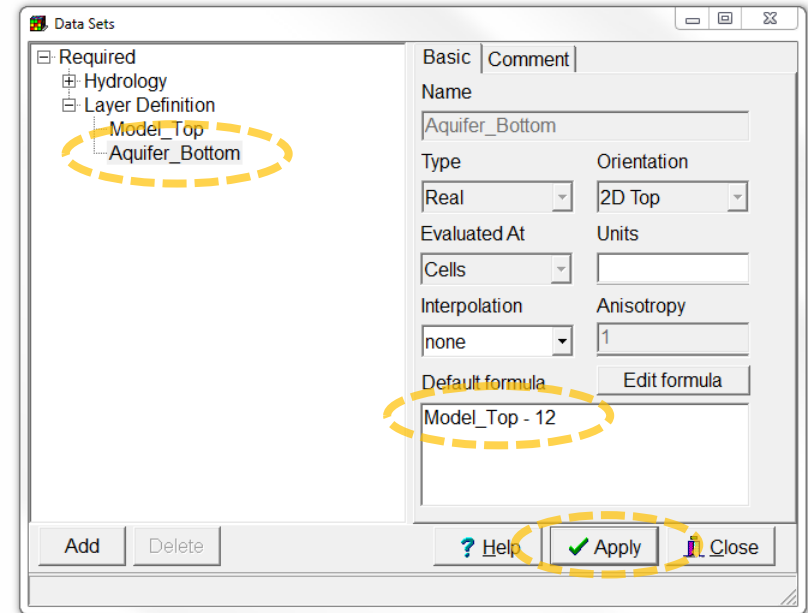 Data Sets
Required
Hydrology
Layer Definition
Model_Top
Aquifer_Bottom
Basic Comment
Name
Aquifer_Bottom
Type Orientation
Real 2D Top
Evaluated At Units
Cells
Interpolation Anisotropy
none 1
Default formula Edit formula
Model_Top - 12
Add Delete ? Help Apply Close